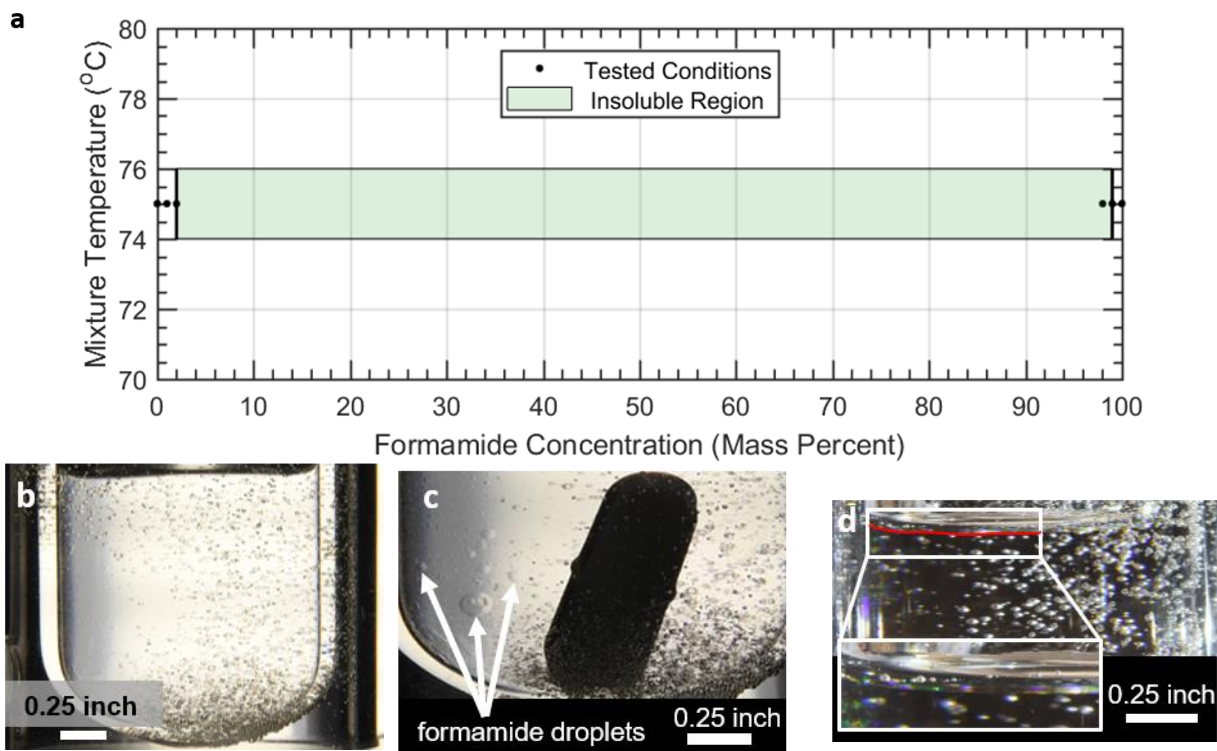 a
80
78
76
74
72
70
Mixture Temperature (°C)
Tested Conditions
Insoluble Region
0 10 20 30 40 50 60 70 80 90 100
Formamide Concentration (Mass Percent)
b
0.25 inch
c
formamide droplets
0.25 inch
d
0.25 inch